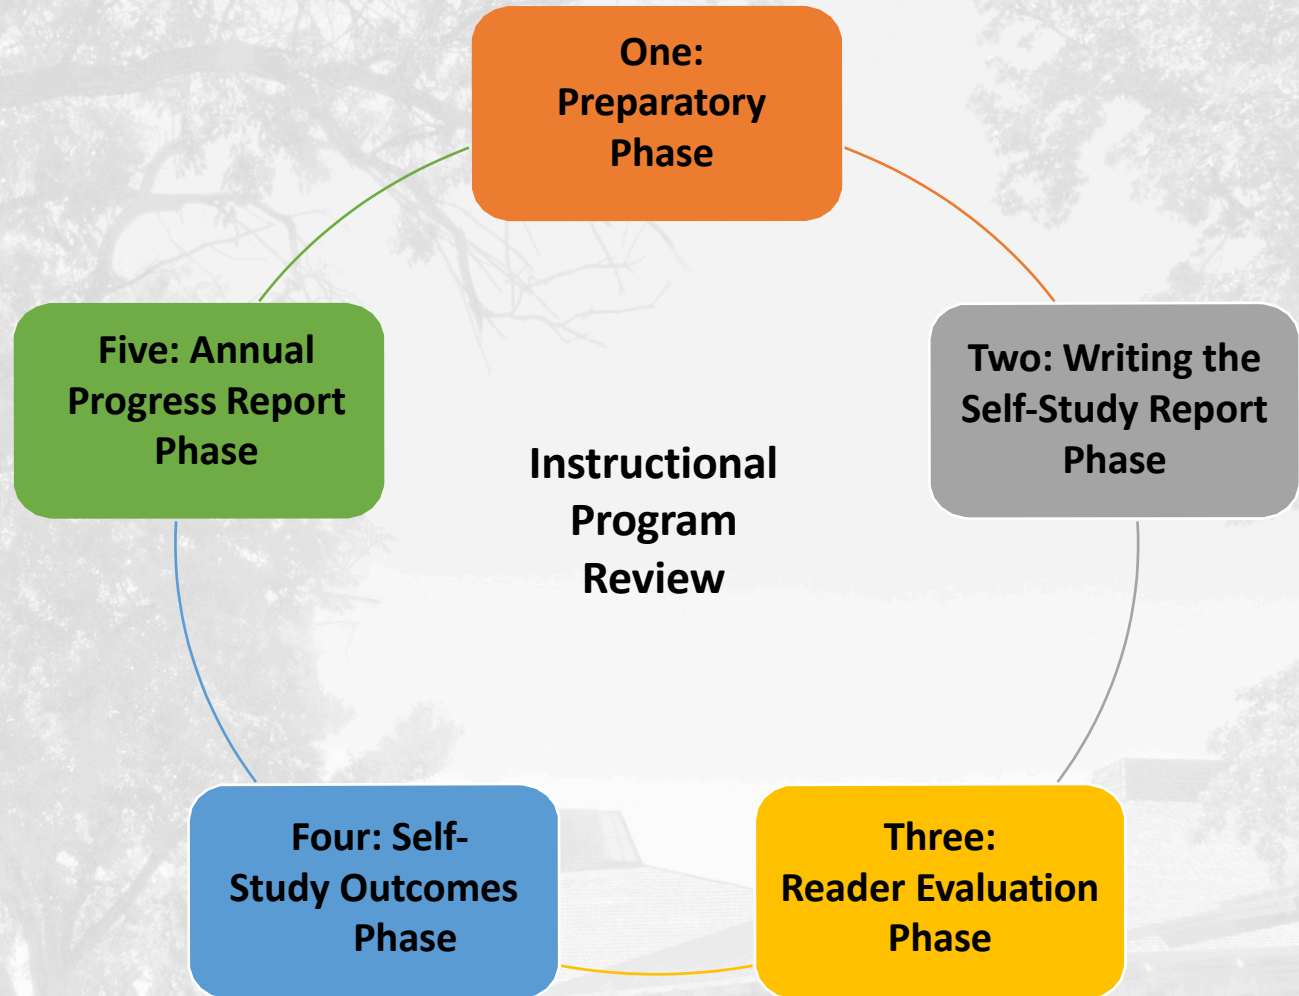 One:
Preparatory
Phase
Two: Writing the
Self-Study Report
Phase
Three:
Reader Evaluation
Phase
Four: Self-
Study Outcomes
Phase
Five: Annual
Progress Report
Phase
Instructional
Program
Review